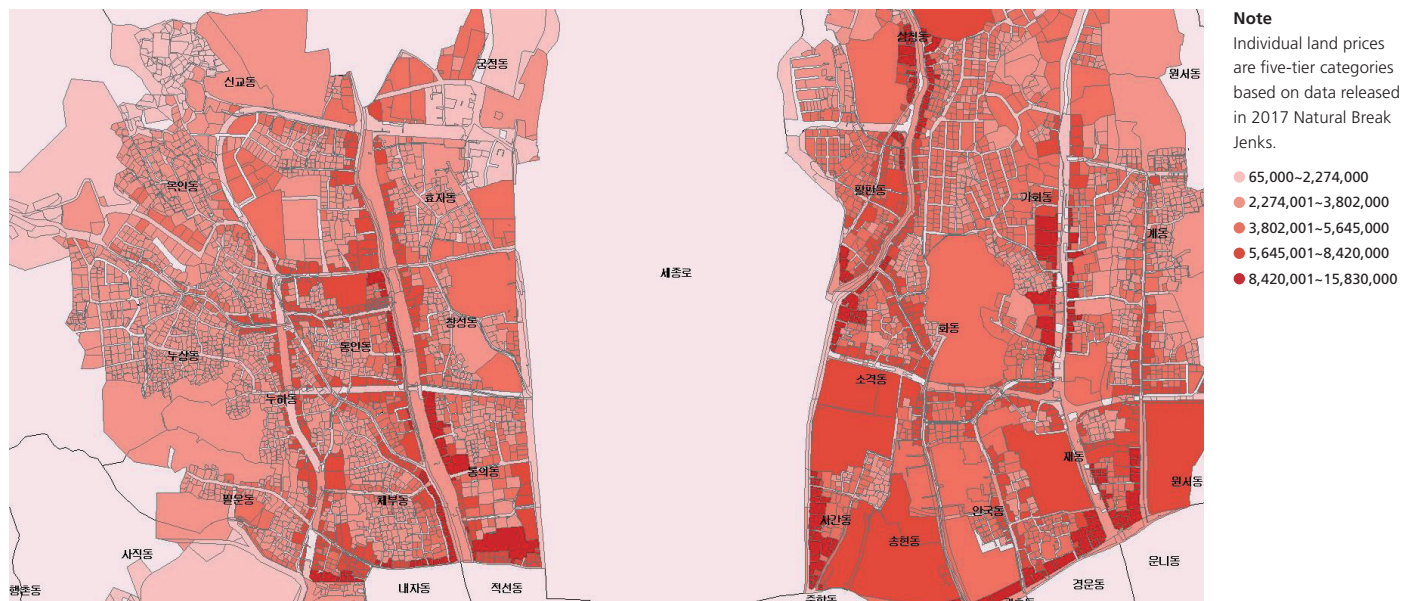 신교동
궁정동
삼청동
원서동
옥인동
효자동
팔판동
가회동
계동
세종로
창성동
통인동
화동
누상동
소격동
누하동
통의동
재동
필운동
체부동
사간동
안국동
원서동
송현동
사직동
내자동
적선동
경운동
운니동
행촌동
Note
Individual land prices
are five-tier categories
based on data released
in 2017 Natural Break
Jenks.
65,000~2,274,000
2,274,001~3,802,000
3,802,001~5,645,000
5,645,001~8,420,000
8,420,001~15,830,000